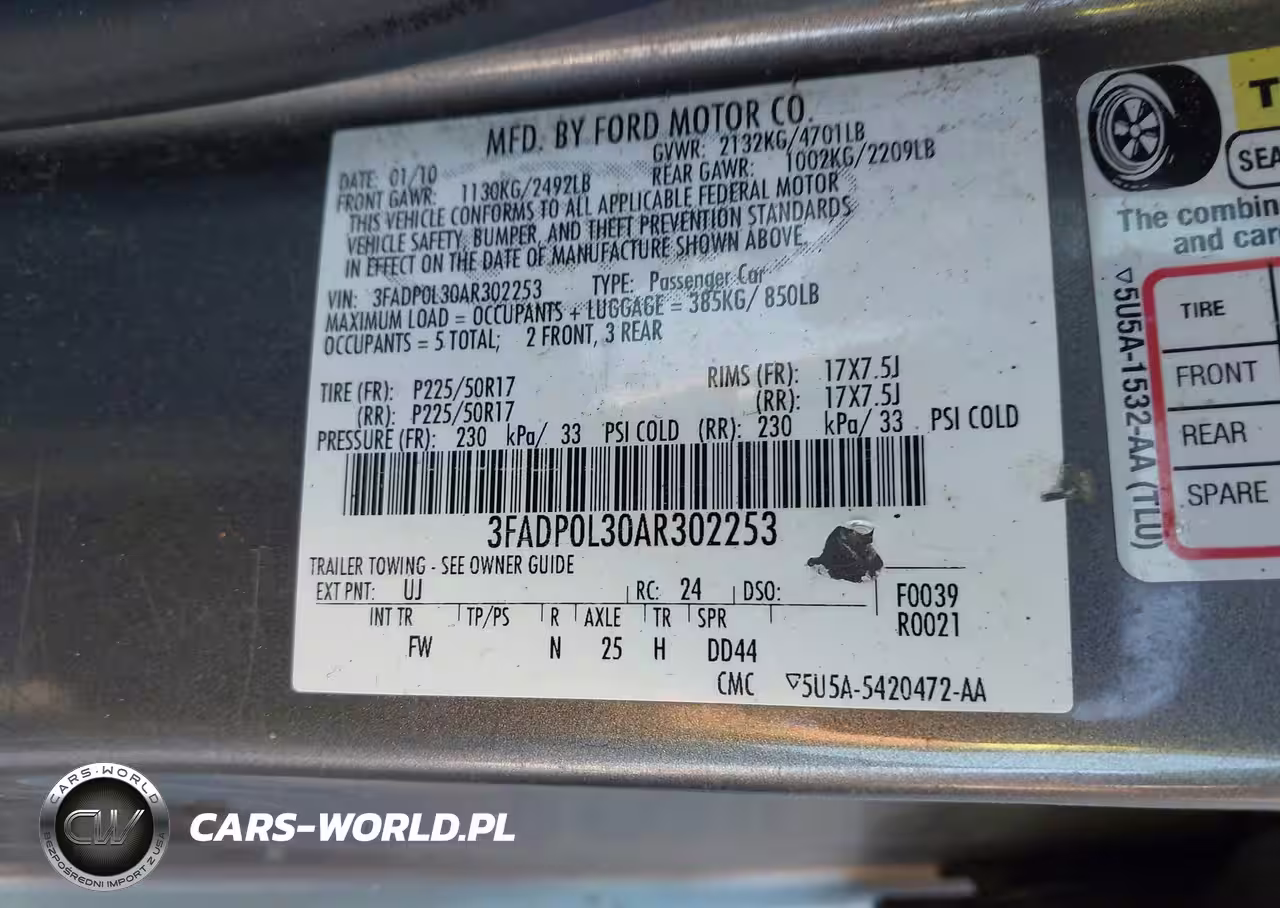 MFD. BY FORD MOTOR CO.
DATE: 01/10 GVWR: 2132KG/4701LB
FRONT GAWR: 1130KG/2492LB REAR GAWR: 1002KG/2209LB
THIS VEHICLE CONFORMS TO ALL APPLICABLE FEDERAL MOTOR
VEHICLE SAFETY, BUMPER, AND THEFT PREVENTION STANDARDS
IN EFFECT ON THE DATE OF MANUFACTURE SHOWN ABOVE.
VIN: 3FADP0L30AR302253 TYPE: Passenger Car
MAXIMUM LOAD = OCCUPANTS + LUGGAGE = 385KG/ 850LB
OCCUPANTS = 5 TOTAL; 2 FRONT, 3 REAR
TIRE (FR): P225/50R17 RIMS (FR): 17X7.5J
(RR): P225/50R17 (RR): 17X7.5J
PRESSURE (FR): 230 kPa/ 33 PSI COLD (RR): 230 kPa/ 33 PSI COLD
3FADP0L30AR302253
TRAILER TOWING - SEE OWNER GUIDE
EXT PNT: UJ RC: 24 DSO: F0039
INT TR TP/PS R AXLE TR SPR R0021
FW N 25 H DD44
CMC ▽5U5A-5420472-AA
T
SEA
The combin
and car
TIRE
FRONT
REAR
SPARE
▽5U5A-1532-AA (TLU)
CARS-WORLD
CW
BEZPOŚREDNI IMPORT Z USA
CARS-WORLD.PL